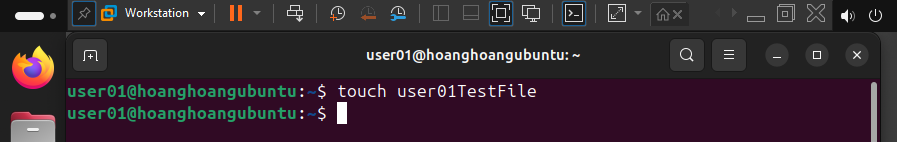 Workstation
user01@hoanghoangubuntu: ~
user01@hoanghoangubuntu:~$ touch user01TestFile
user01@hoanghoangubuntu:~$